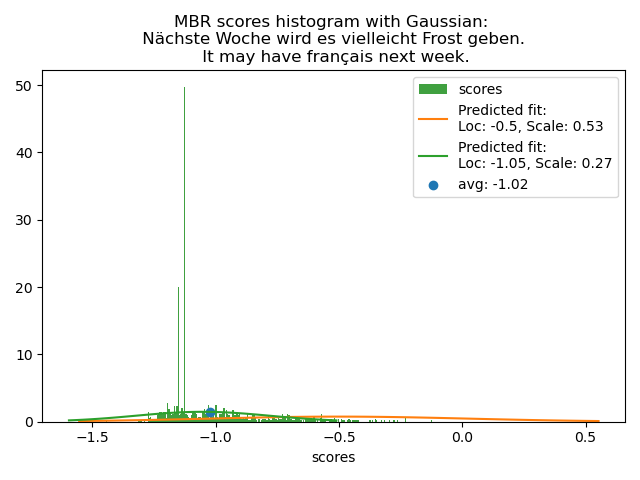 MBR scores histogram with Gaussian:
Nächste Woche wird es vielleicht Frost geben.
It may have français next week.
50
40
30
20
10
0
scores
Predicted fit:
Loc: -0.5, Scale: 0.53
Predicted fit:
Loc: -1.05, Scale: 0.27
avg: -1.02
−1.5
−1.0
−0.5
0.0
0.5
scores